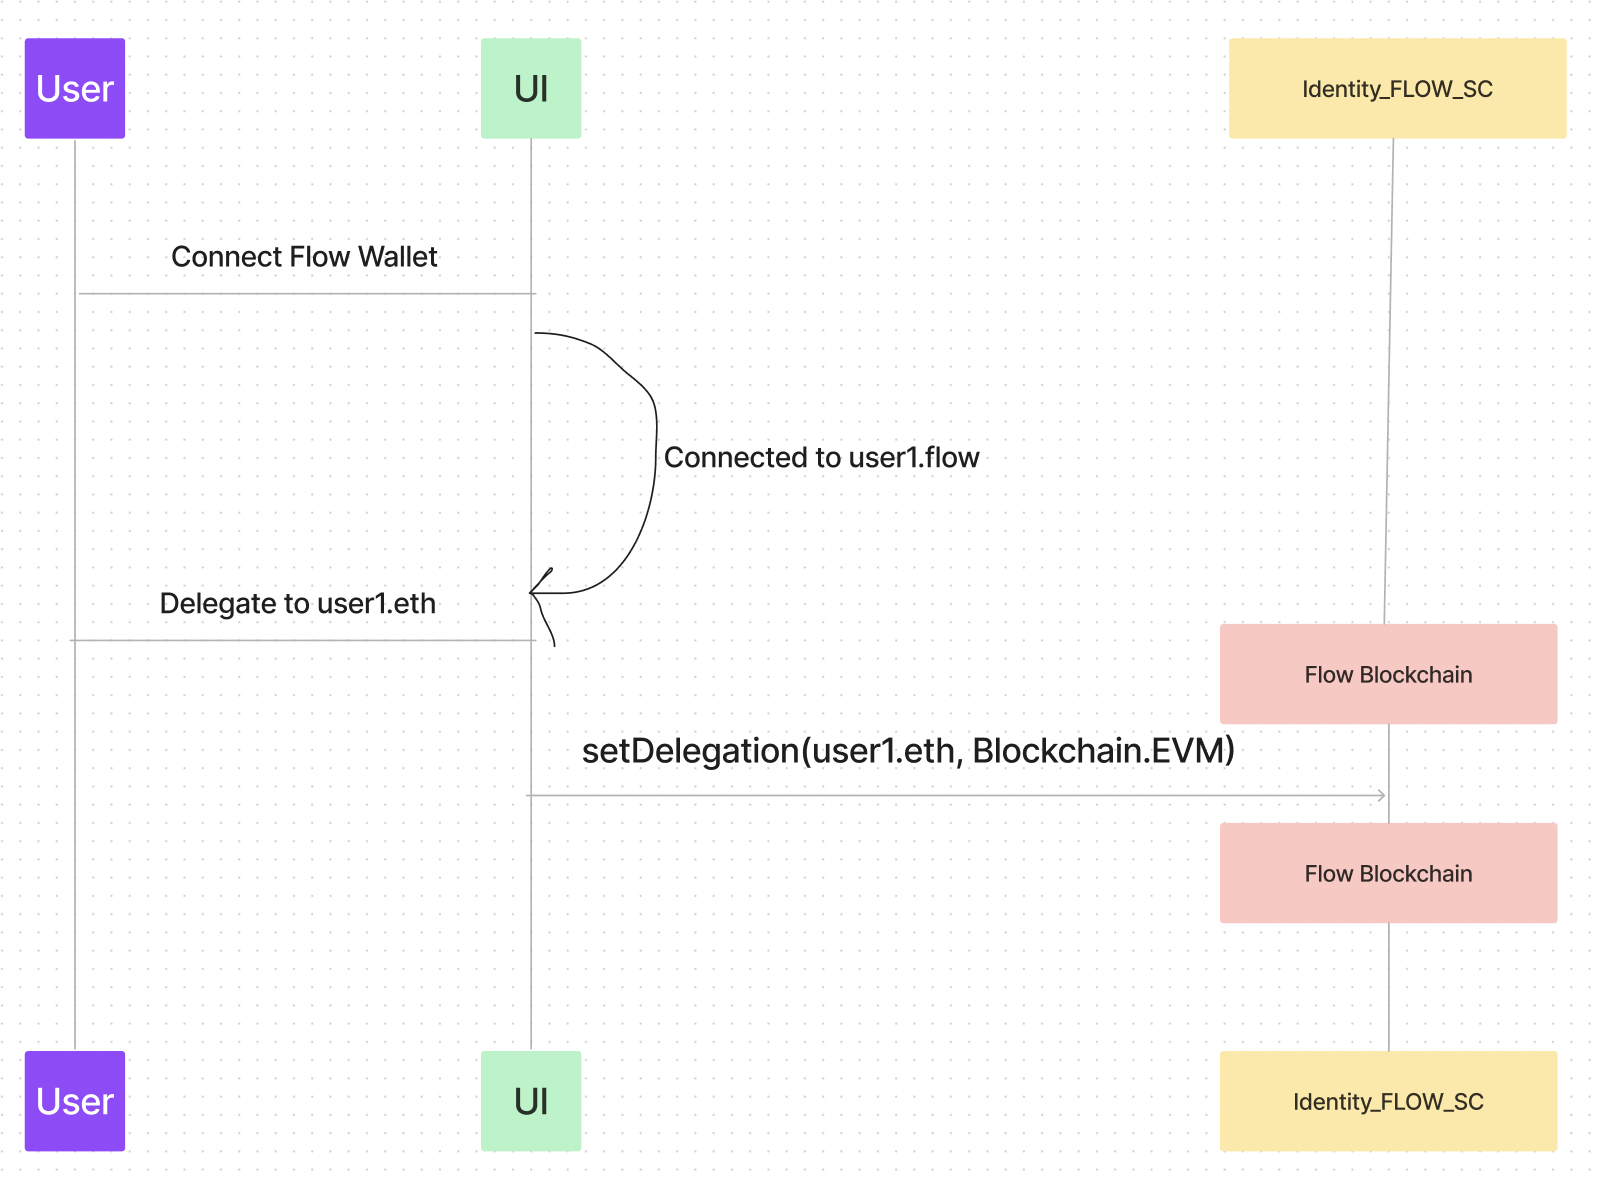 User
UI
Identity_FLOW_SC
Connect Flow Wallet
Connected to user1.flow
Delegate to user1.eth
Flow Blockchain
setDelegation(user1.eth, Blockchain.EVM)
Flow Blockchain
User
UI
Identity_FLOW_SC